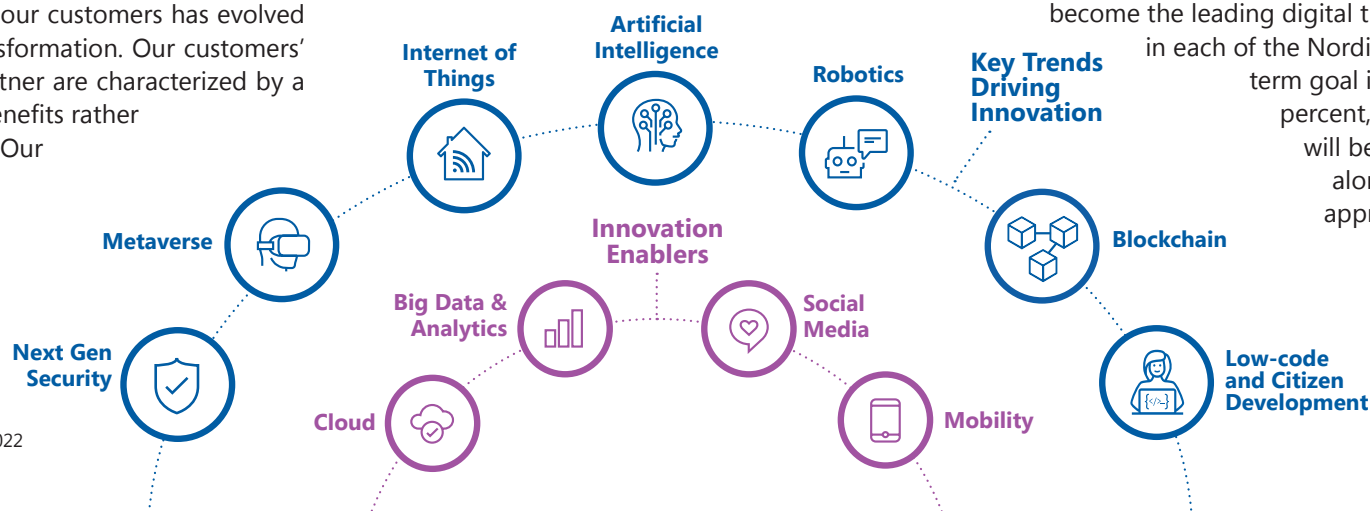 our customers has evolved
sformation. Our customers'
tner are characterized by a
enefits rather
Our
become the leading digital t
in each of the Nordi
term goal i
percent,
will be
alon
appr
Artificial
Intelligence
Internet of
Things
Robotics
Key Trends
Driving
Innovation
Metaverse
Blockchain
Innovation
Enablers
Big Data &
Analytics
Social
Media
Next Gen
Security
Low-code
and Citizen
Development
{</>_}
Cloud
Mobility
022